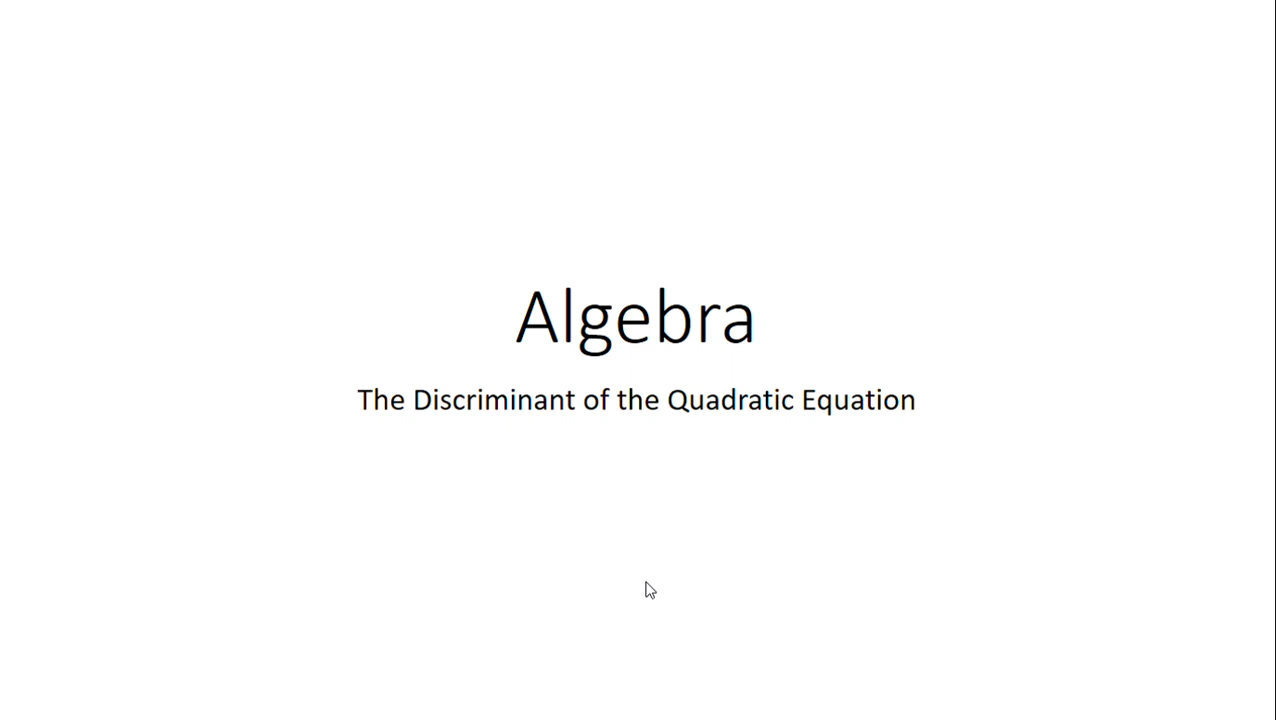 Algebra
The Discriminant of the Quadratic Equation